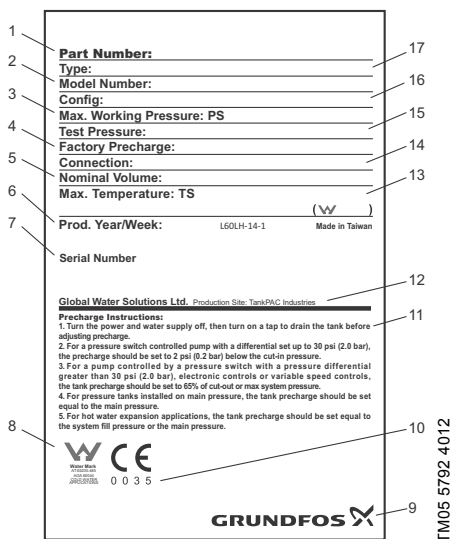 1
Part Number:
17
Type:
2
Model Number:
16
Config:
3
Max. Working Pressure: PS
15
Test Pressure:
4
Factory Precharge:
14
Connection:
5
Nominal Volume:
13
Max. Temperature: TS
6
( )
Prod. Year/Week: L60LH-14-1 Made in Taiwan
7
Serial Number
12
Global Water Solutions Ltd. Production Site: TankPAC Industries
11
Precharge Instructions:
1. Turn the power and water supply off, then turn on a tap to drain the tank before
adjusting precharge.
2. For a pressure switch controlled pump with a differential set up to 30 psi (2.0 bar),
the precharge should be set to 2 psi (0.2 bar) below the cut-in pressure.
3. For a pump controlled by a pressure switch with a pressure differential
greater than 30 psi (2.0 bar), electronic controls or variable speed controls,
the tank precharge should be set to 65% of cut-out or max system pressure.
4. For pressure tanks installed on main pressure, the tank precharge should be set
equal to the main pressure.
5. For hot water expansion applications, the tank precharge should be set equal to
the system fill pressure or the main pressure.
8
10
CE
Water Mark
COLD WATER
APPLICATIONS
0 0 3 5
9
GRUNDFOS
TM05 5792 4012